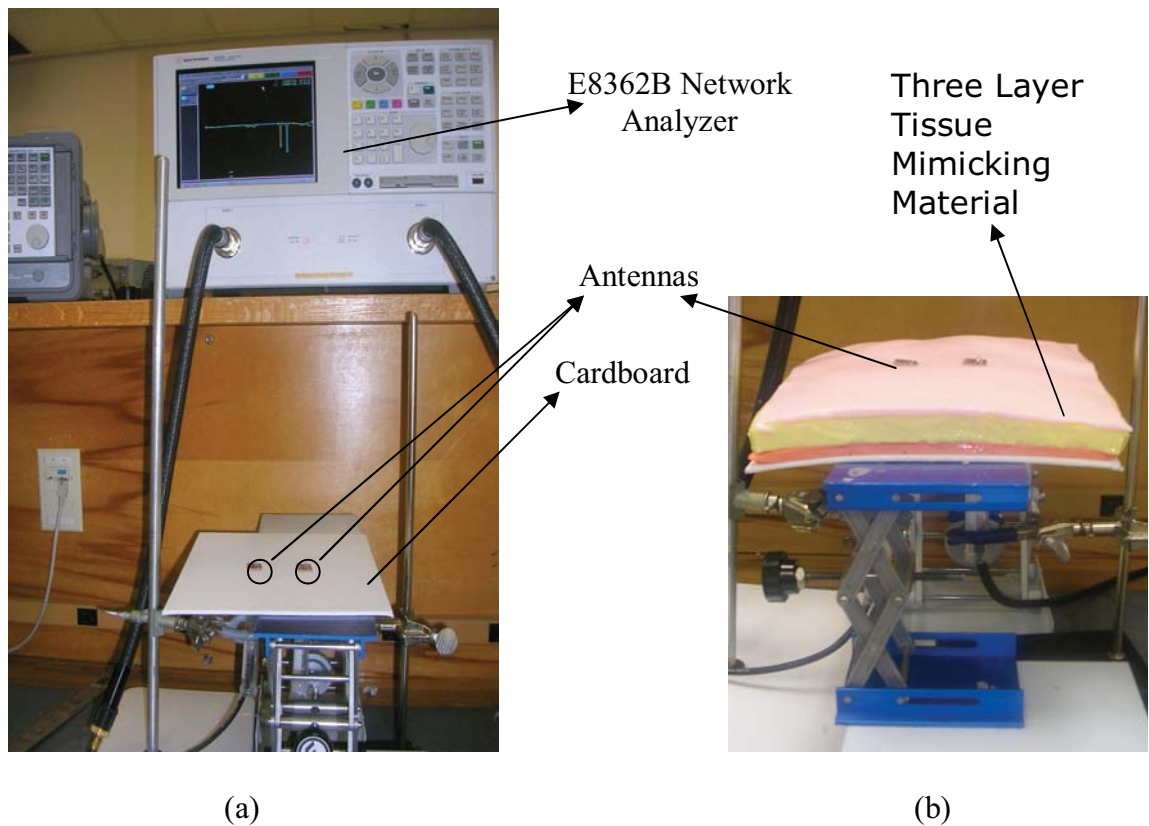 E8362B Network
Analyzer
Three Layer
Tissue
Mimicking
Material
Antennas
Cardboard
(a)
(b)